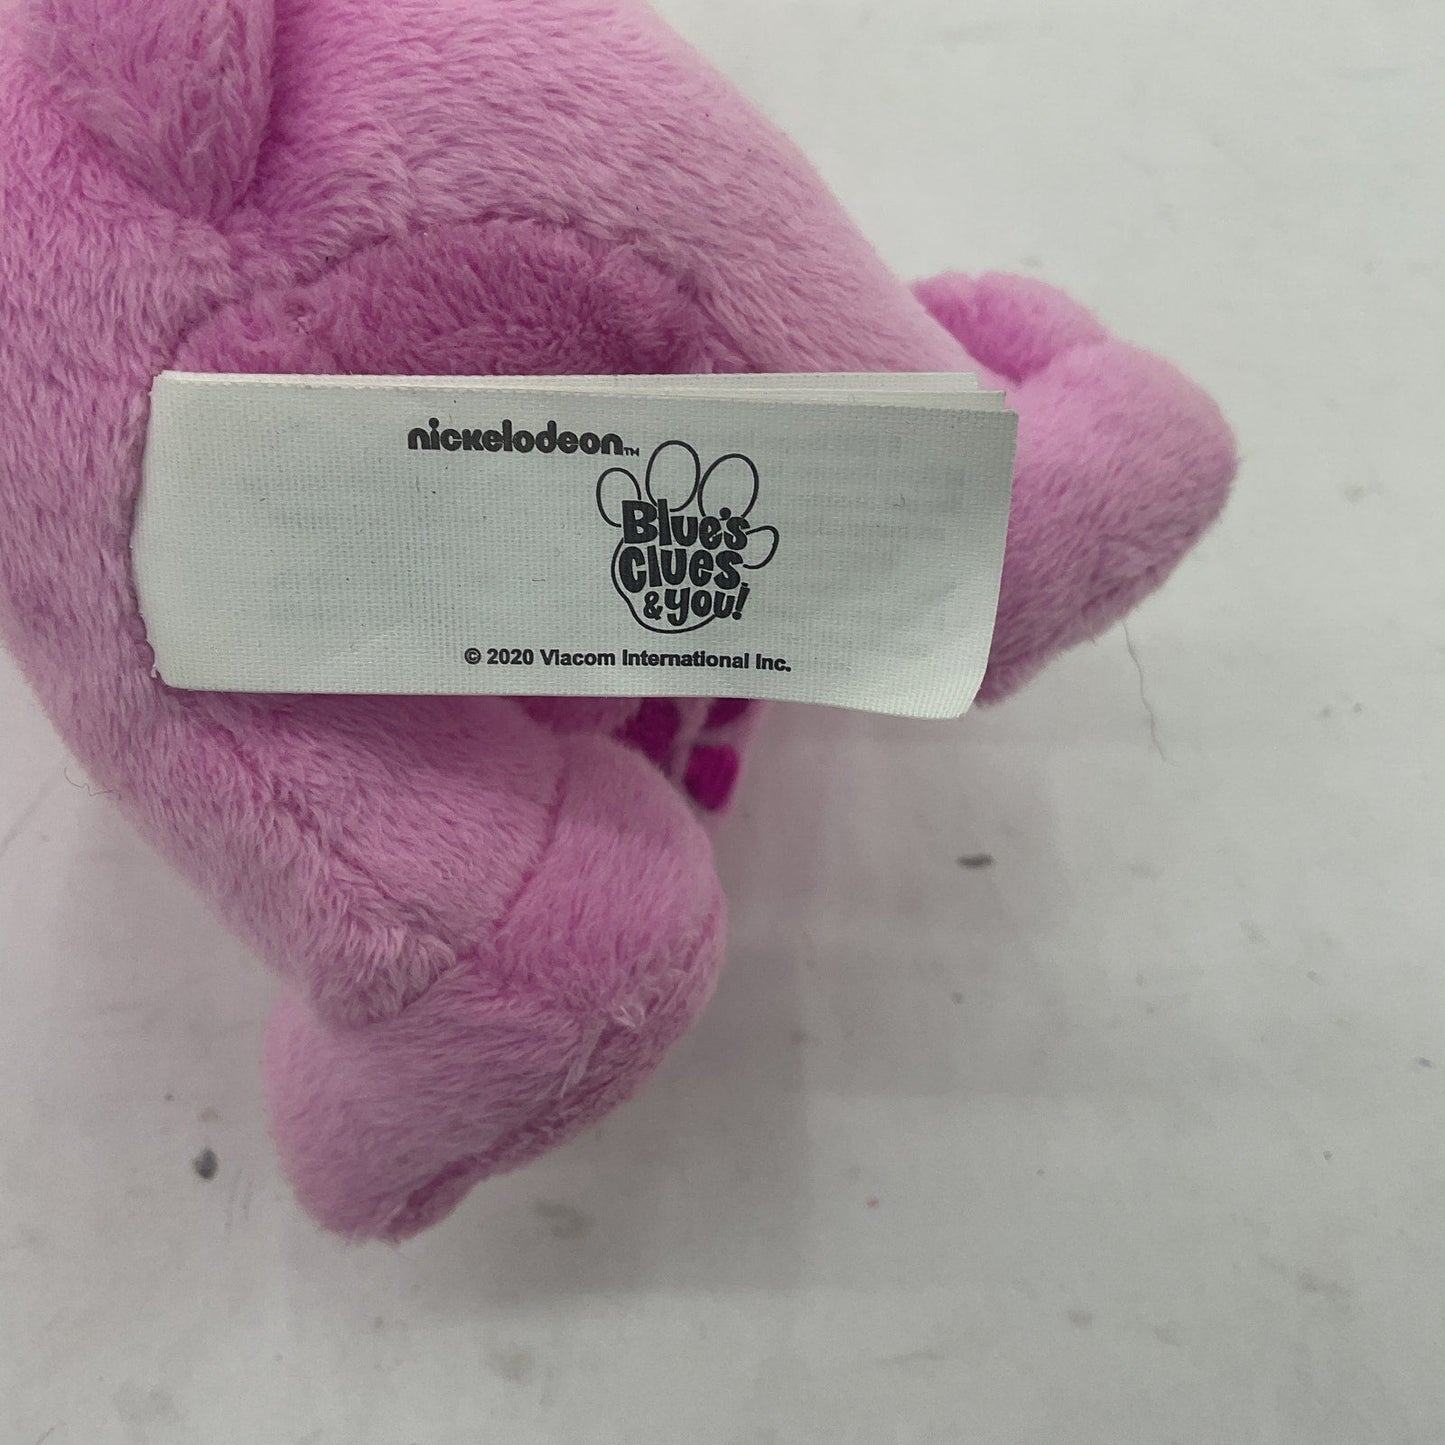 nickelodeon™
Blue's
Clues
& you!
© 2020 Viacom International Inc.